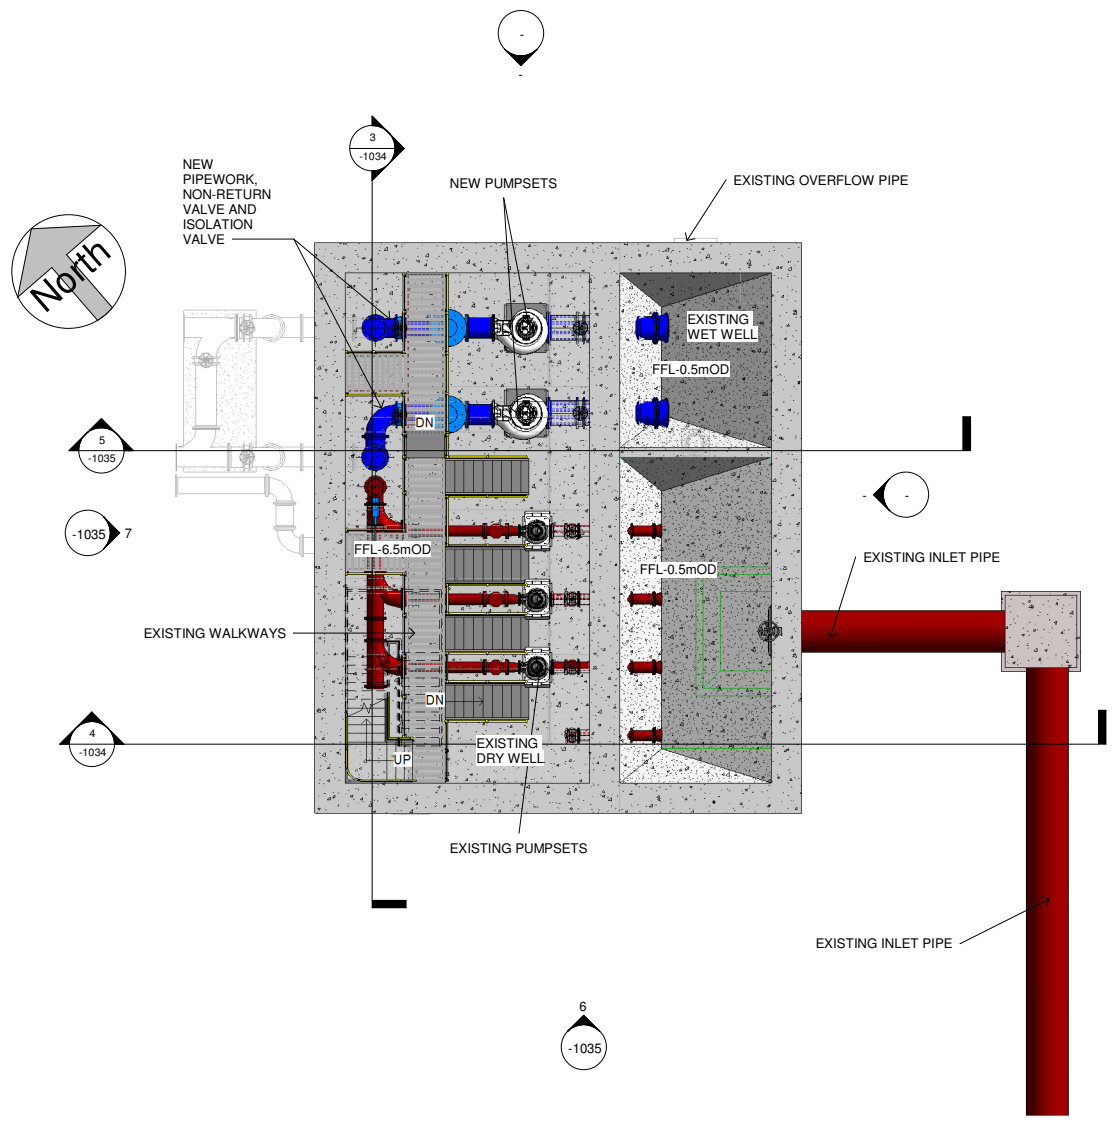 -
-
3
-1034
NEW
PIPEWORK,
NON-RETURN
VALVE AND
ISOLATION
VALVE
NEW PUMPSETS
EXISTING OVERFLOW PIPE
North
EXISTING
WET WELL
FFL-0.5mOD
DN
5
-1035
-
-
-1035
7
FFL-6.5mOD
FFL-0.5mOD
EXISTING INLET PIPE
EXISTING WALKWAYS
DN
4
-1034
EXISTING
DRY WELL
UP
EXISTING PUMPSETS
EXISTING INLET PIPE
6
-1035